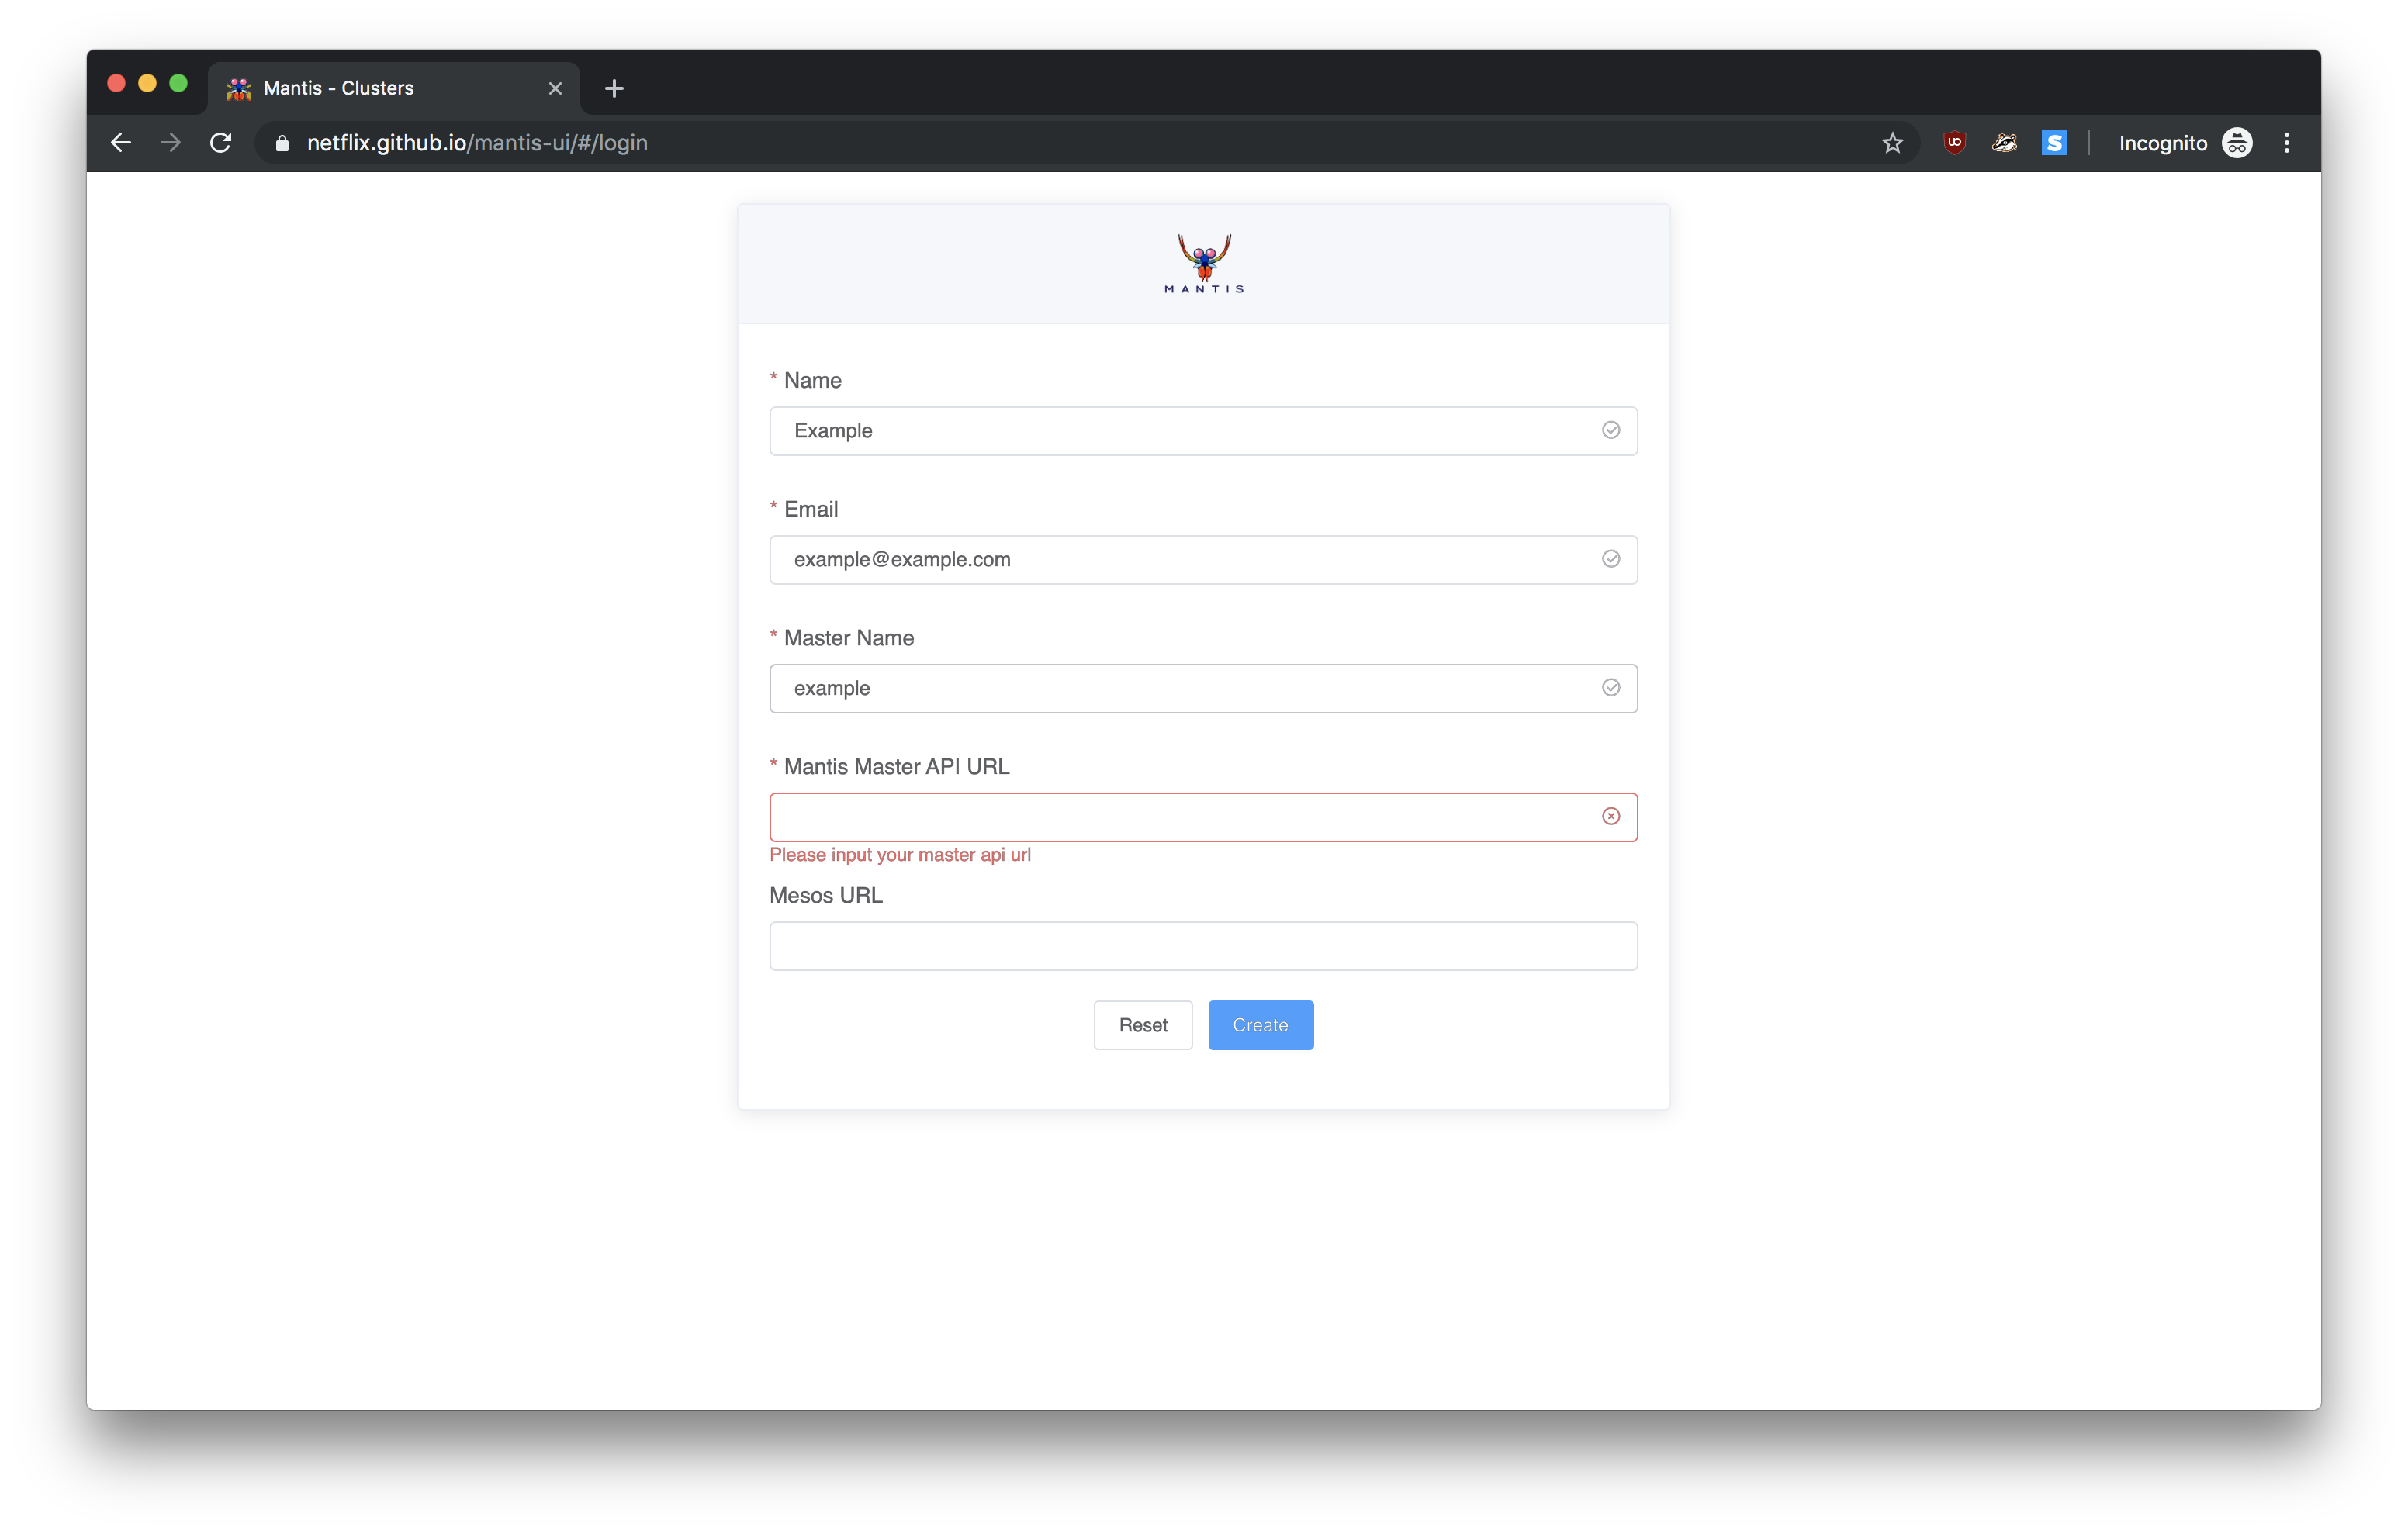 Mantis - Clusters
netflix.github.io/mantis-ui/#/login
UO
S
Incognito
MANTIS
* Name
Example
* Email
example@example.com
* Master Name
example
* Mantis Master API URL
Please input your master api url
Mesos URL
Reset
Create